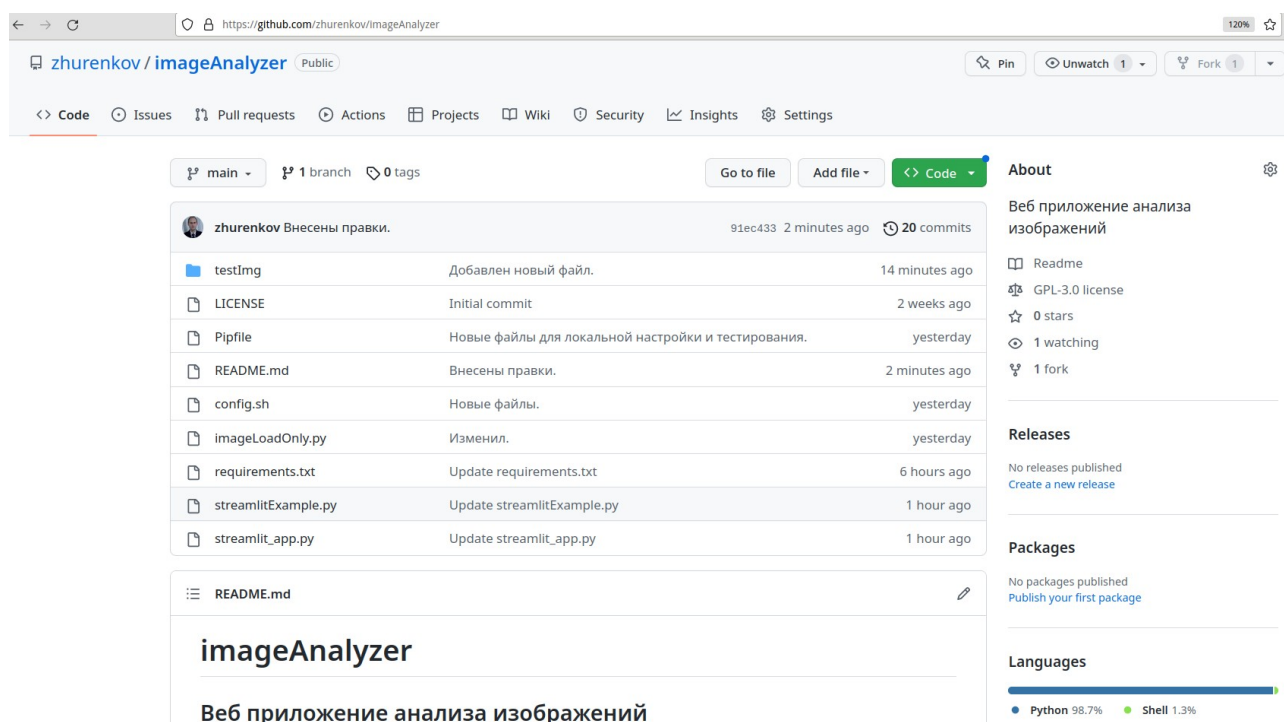 https://github.com/zhurenkov/imageAnalyzer 120%
zhurenkov / imageAnalyzer Public Pin Unwatch 1 Fork 1
Code Issues Pull requests Actions Projects Wiki Security Insights Settings
main 1 branch 0 tags Go to file Add file Code
zhurenkov Внесены правки. 91ec433 2 minutes ago 20 commits
testImg Добавлен новый файл. 14 minutes ago
LICENSE Initial commit 2 weeks ago
Pipfile Новые файлы для локальной настройки и тестирования. yesterday
README.md Внесены правки. 2 minutes ago
config.sh Новые файлы. yesterday
imageLoadOnly.py Изменил. yesterday
requirements.txt Update requirements.txt 6 hours ago
streamlitExample.py Update streamlitExample.py 1 hour ago
streamlit_app.py Update streamlit_app.py 1 hour ago
README.md
imageAnalyzer
Веб приложение анализа изображений
About
Веб приложение анализа
изображений
Readme
GPL-3.0 license
0 stars
1 watching
1 fork
Releases
No releases published
Create a new release
Packages
No packages published
Publish your first package
Languages
Python 98.7% Shell 1.3%